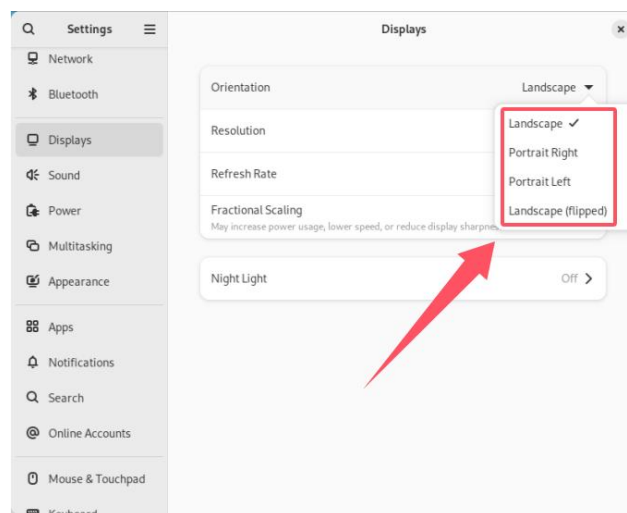 Settings
Network
Bluetooth
Displays
Sound
Power
Multitasking
Appearance
Apps
Notifications
Search
Online Accounts
Mouse & Touchpad
Keyboard
Displays
Orientation
Landscape
Resolution
Refresh Rate
Fractional Scaling
May increase power usage, lower speed, or reduce display sharpness
Landscape ✓
Portrait Right
Portrait Left
Landscape (flipped)
Night Light
Off